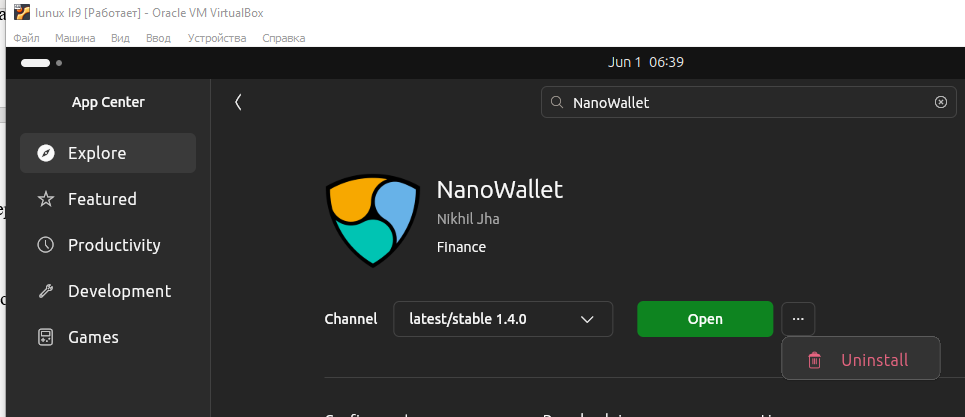 lunux lr9 [Работает] - Oracle VM VirtualBox
Файл Машина Вид Ввод Устройства Справка
Jun 1 06:39
App Center
NanoWallet
Explore
Featured
Productivity
Development
Games
NanoWallet
Nikhil Jha
Finance
Channel
latest/stable 1.4.0
Open
Uninstall